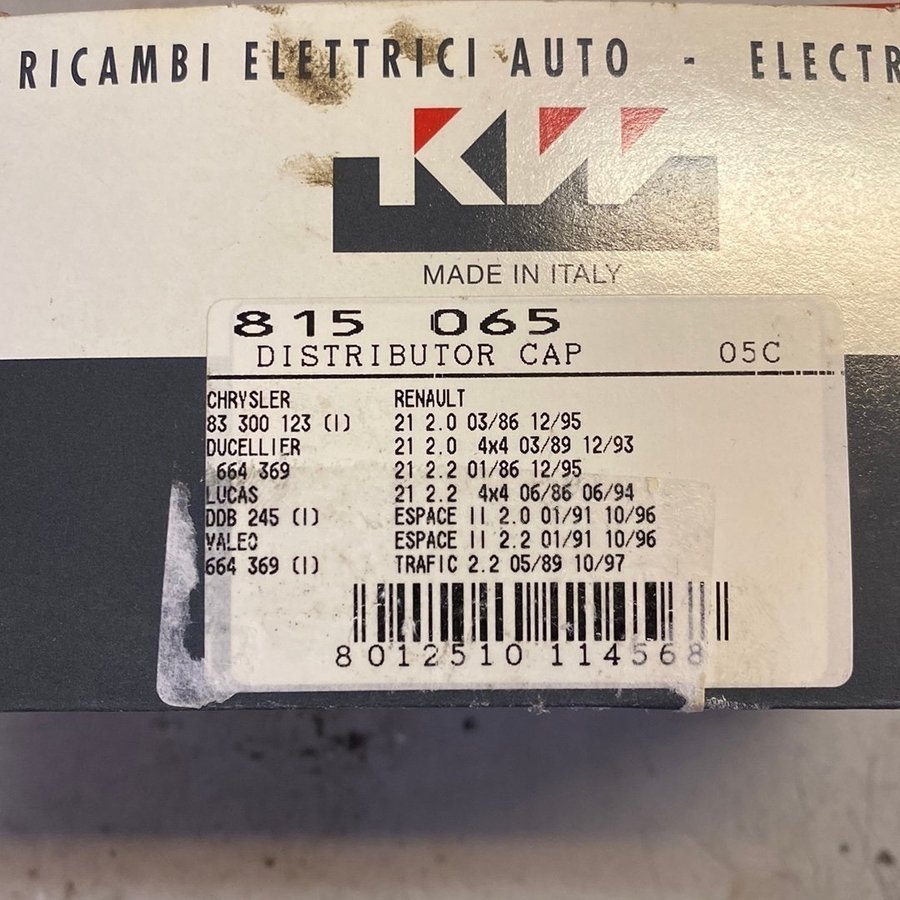 RICAMBI ELETTRICI AUTO - ELECTR
KW
MADE IN ITALY
815 065
DISTRIBUTOR CAP 05C
CHRYSLER RENAULT
83 300 123 (I) 21 2.0 03/86 12/95
DUCELLIER 21 2.0 4x4 03/89 12/93
664 369 21 2.2 01/86 12/95
LUCAS 21 2.2 4x4 06/86 06/94
DDB 245 (I) ESPACE II 2.0 01/91 10/96
VALEO ESPACE II 2.2 01/91 10/96
664 369 (I) TRAFIC 2.2 05/89 10/97
8 012510 114568